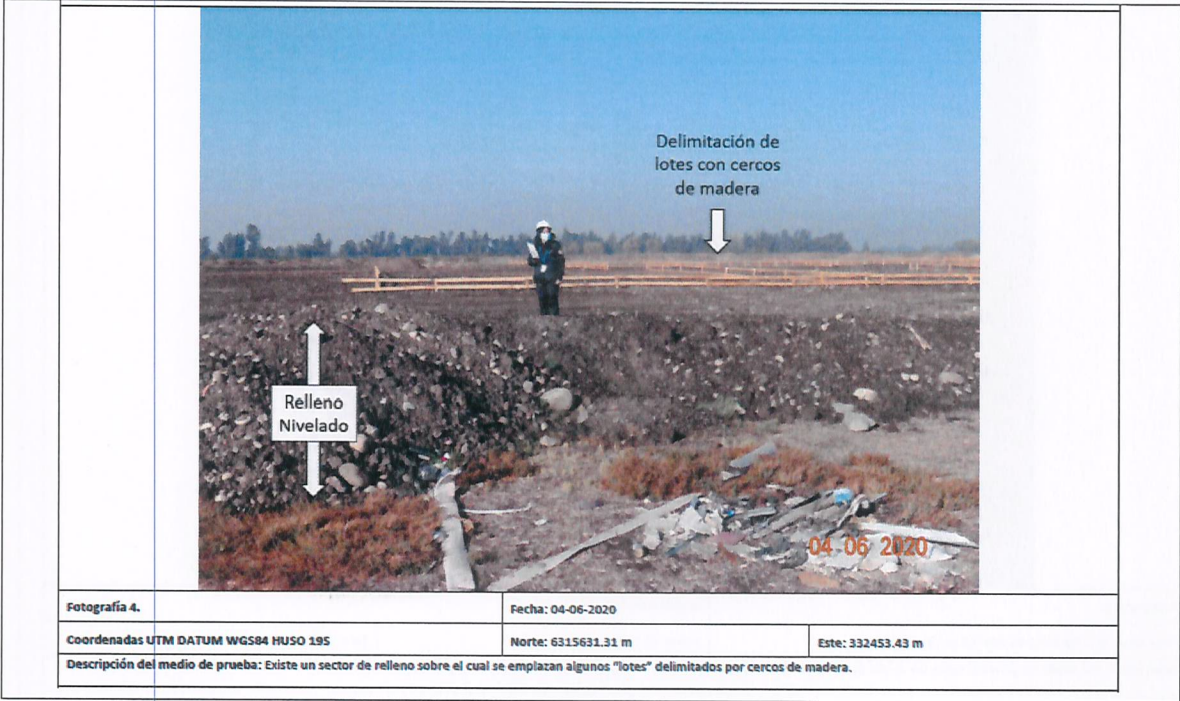 Delimitación de
lotes con cercos
de madera
Relleno
Nivelado
04 06 2020
Fotografía 4.
Fecha: 04-06-2020
Coordenadas UTM DATUM WGS84 HUSO 19S
Norte: 6315631.31 m
Este: 332453.43 m
Descripción del medio de prueba: Existe un sector de relleno sobre el cual se emplazan algunos "lotes" delimitados por cercos de madera.